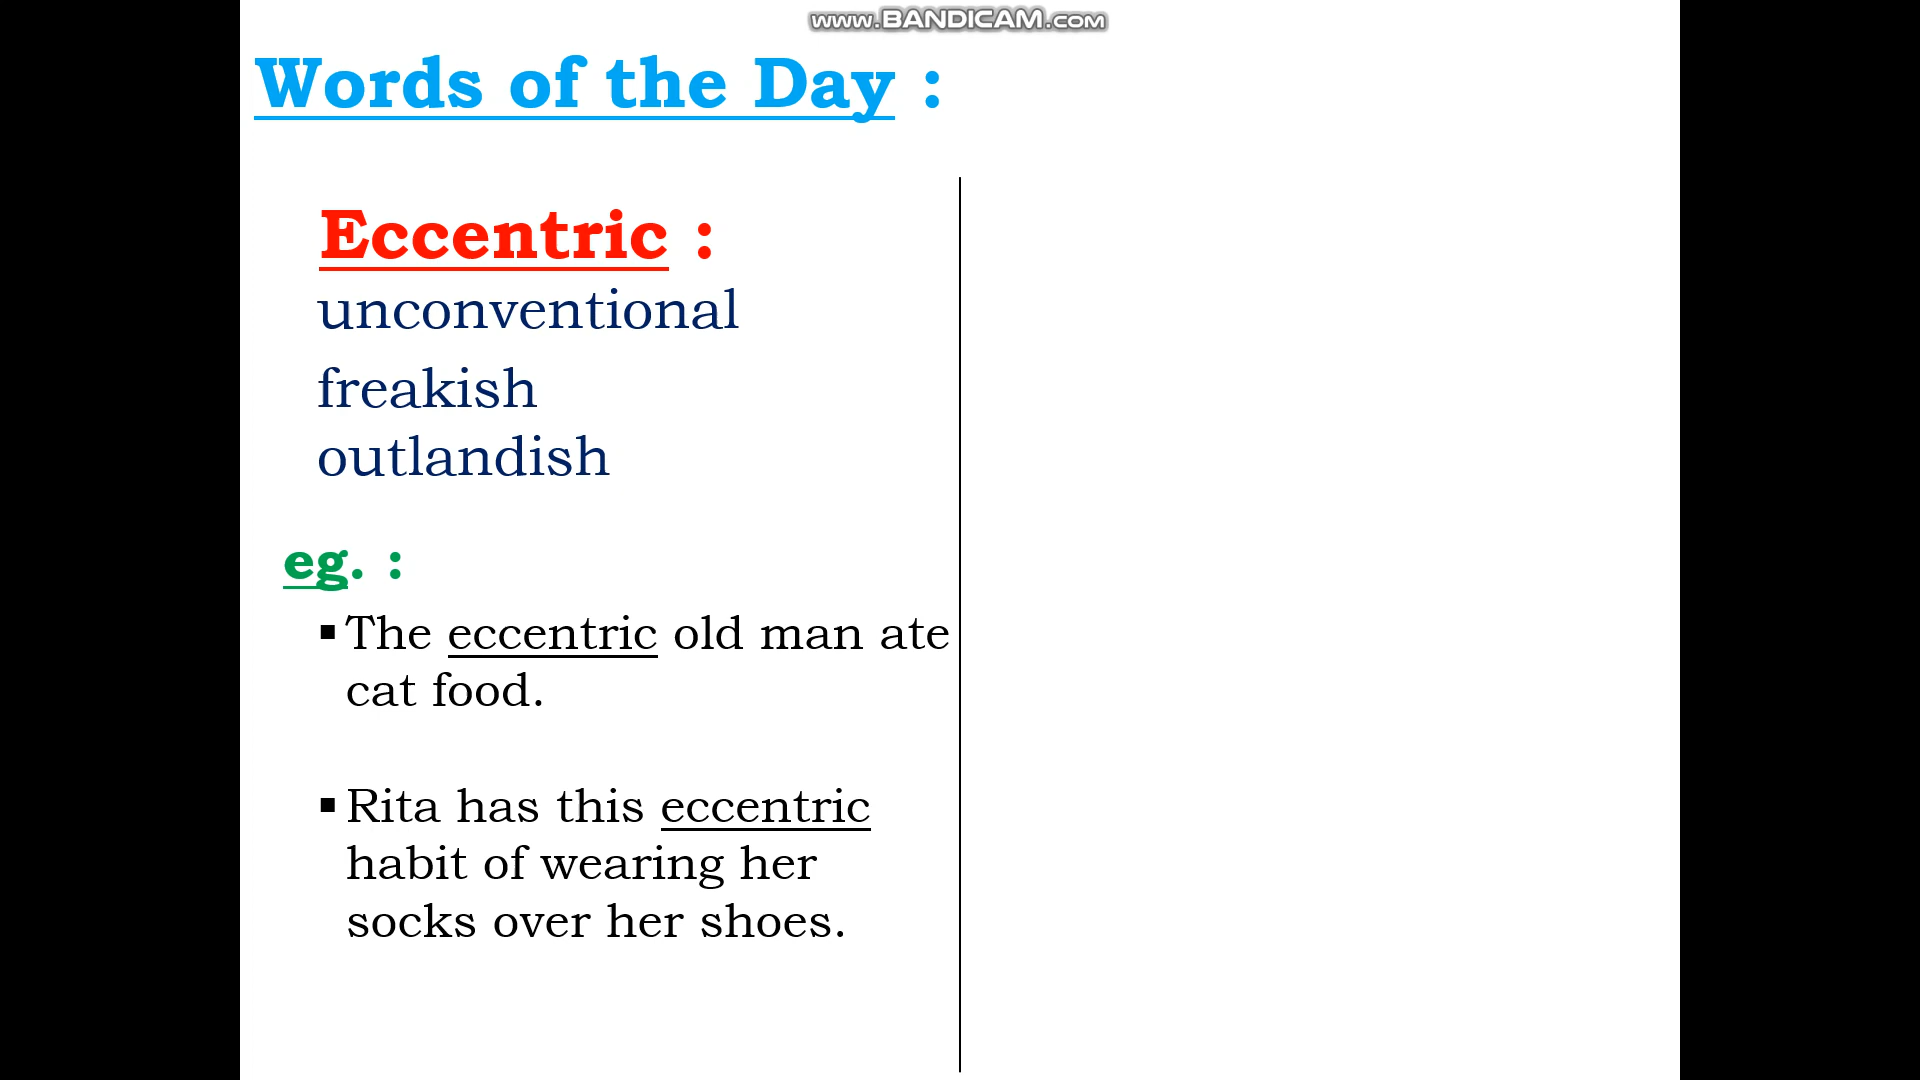 www.BANDICAM.com
Words of the Day :
Eccentric :
unconventional
freakish
outlandish
eg. :
▪ The eccentric old man ate
cat food.
▪ Rita has this eccentric
habit of wearing her
socks over her shoes.